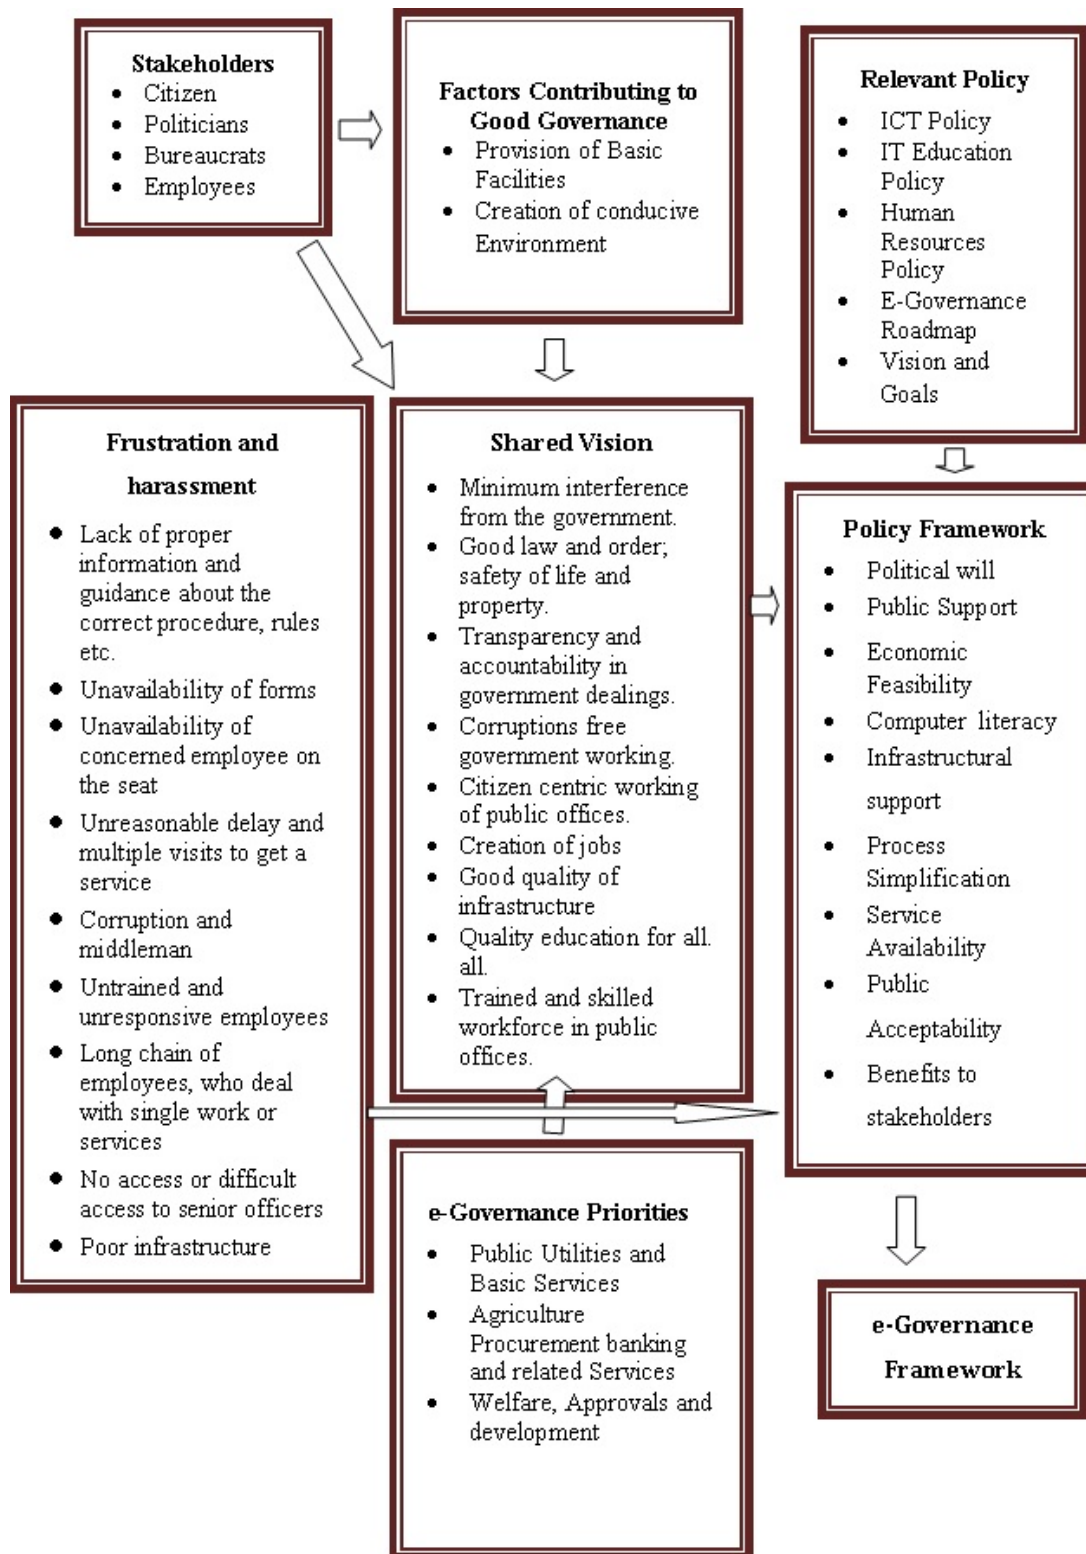 Stakeholders
• Citizen
• Politicians
• Bureaucrats
• Employees
Factors Contributing to
Good Governance
• Provision of Basic
Facilities
• Creation of conducive
Environment
Relevant Policy
• ICT Policy
• IT Education
Policy
• Human
Resources
Policy
• E-Governance
Roadmap
• Vision and
Goals
Frustration and
harassment
• Lack of proper
information and
guidance about the
correct procedure, rules
etc.
• Unavailability of forms
• Unavailability of
concerned employee on
the seat
• Unreasonable delay and
multiple visits to get a
service
• Corruption and
middleman
• Untrained and
unresponsive employees
• Long chain of
employees, who deal
with single work or
services
• No access or difficult
access to senior officers
• Poor infrastructure
Shared Vision
• Minimum interference
from the government.
• Good law and order;
safety of life and
property.
• Transparency and
accountability in
government dealings.
• Corruptions free
government working.
• Citizen centric working
of public offices.
• Creation of jobs
• Good quality of
infrastructure
• Quality education for all.
all.
• Trained and skilled
workforce in public
offices.
Policy Framework
• Political will
• Public Support
• Economic
Feasibility
• Computer literacy
• Infrastructural
support
• Process
Simplification
• Service
Availability
• Public
Acceptability
• Benefits to
stakeholders
e-Governance Priorities
• Public Utilities and
Basic Services
• Agriculture
Procurement banking
and related Services
• Welfare, Approvals and
development
e-Governance
Framework